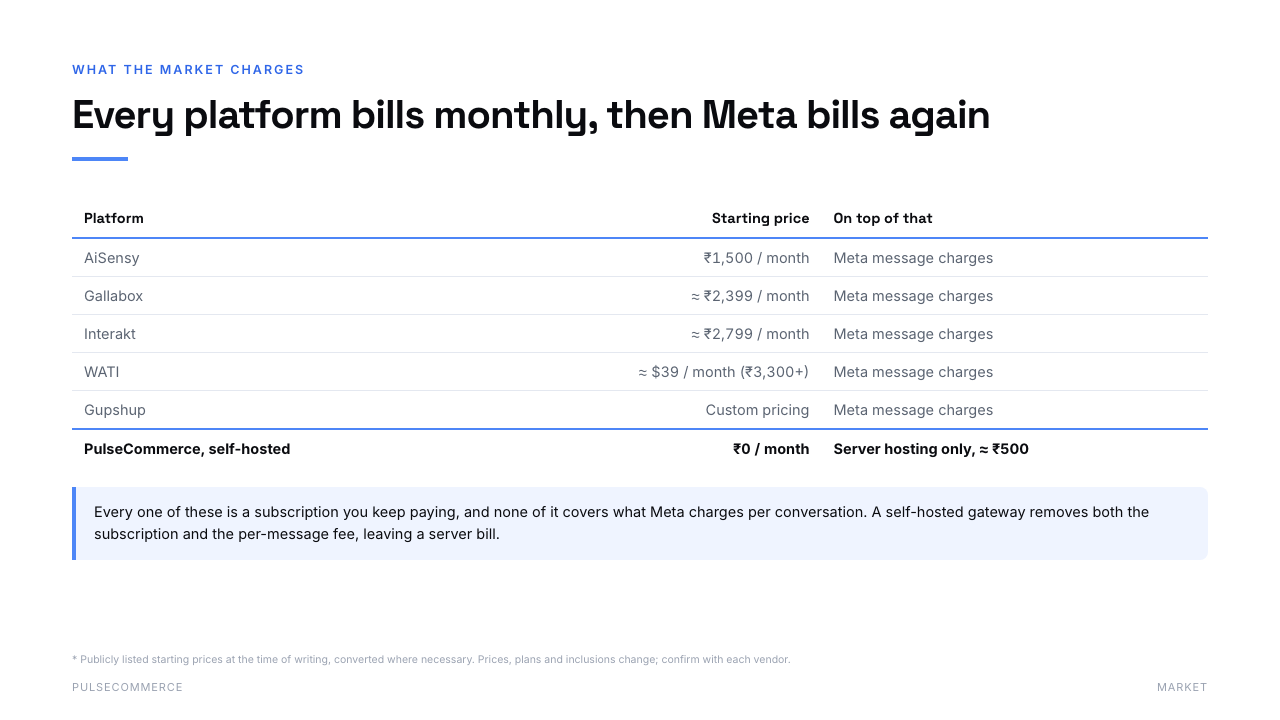 WHAT THE MARKET CHARGES
Every platform bills monthly, then Meta bills again
Platform Starting price On top of that
AiSensy ₹1,500 / month Meta message charges
Gallabox ≈ ₹2,399 / month Meta message charges
Interakt ≈ ₹2,799 / month Meta message charges
WATI ≈ $39 / month (₹3,300+) Meta message charges
Gupshup Custom pricing Meta message charges
PulseCommerce, self-hosted ₹0 / month Server hosting only, ≈ ₹500
Every one of these is a subscription you keep paying, and none of it covers what Meta charges per conversation. A self-hosted gateway removes both the
subscription and the per-message fee, leaving a server bill.
* Publicly listed starting prices at the time of writing, converted where necessary. Prices, plans and inclusions change; confirm with each vendor.
PULSECOMMERCE MARKET